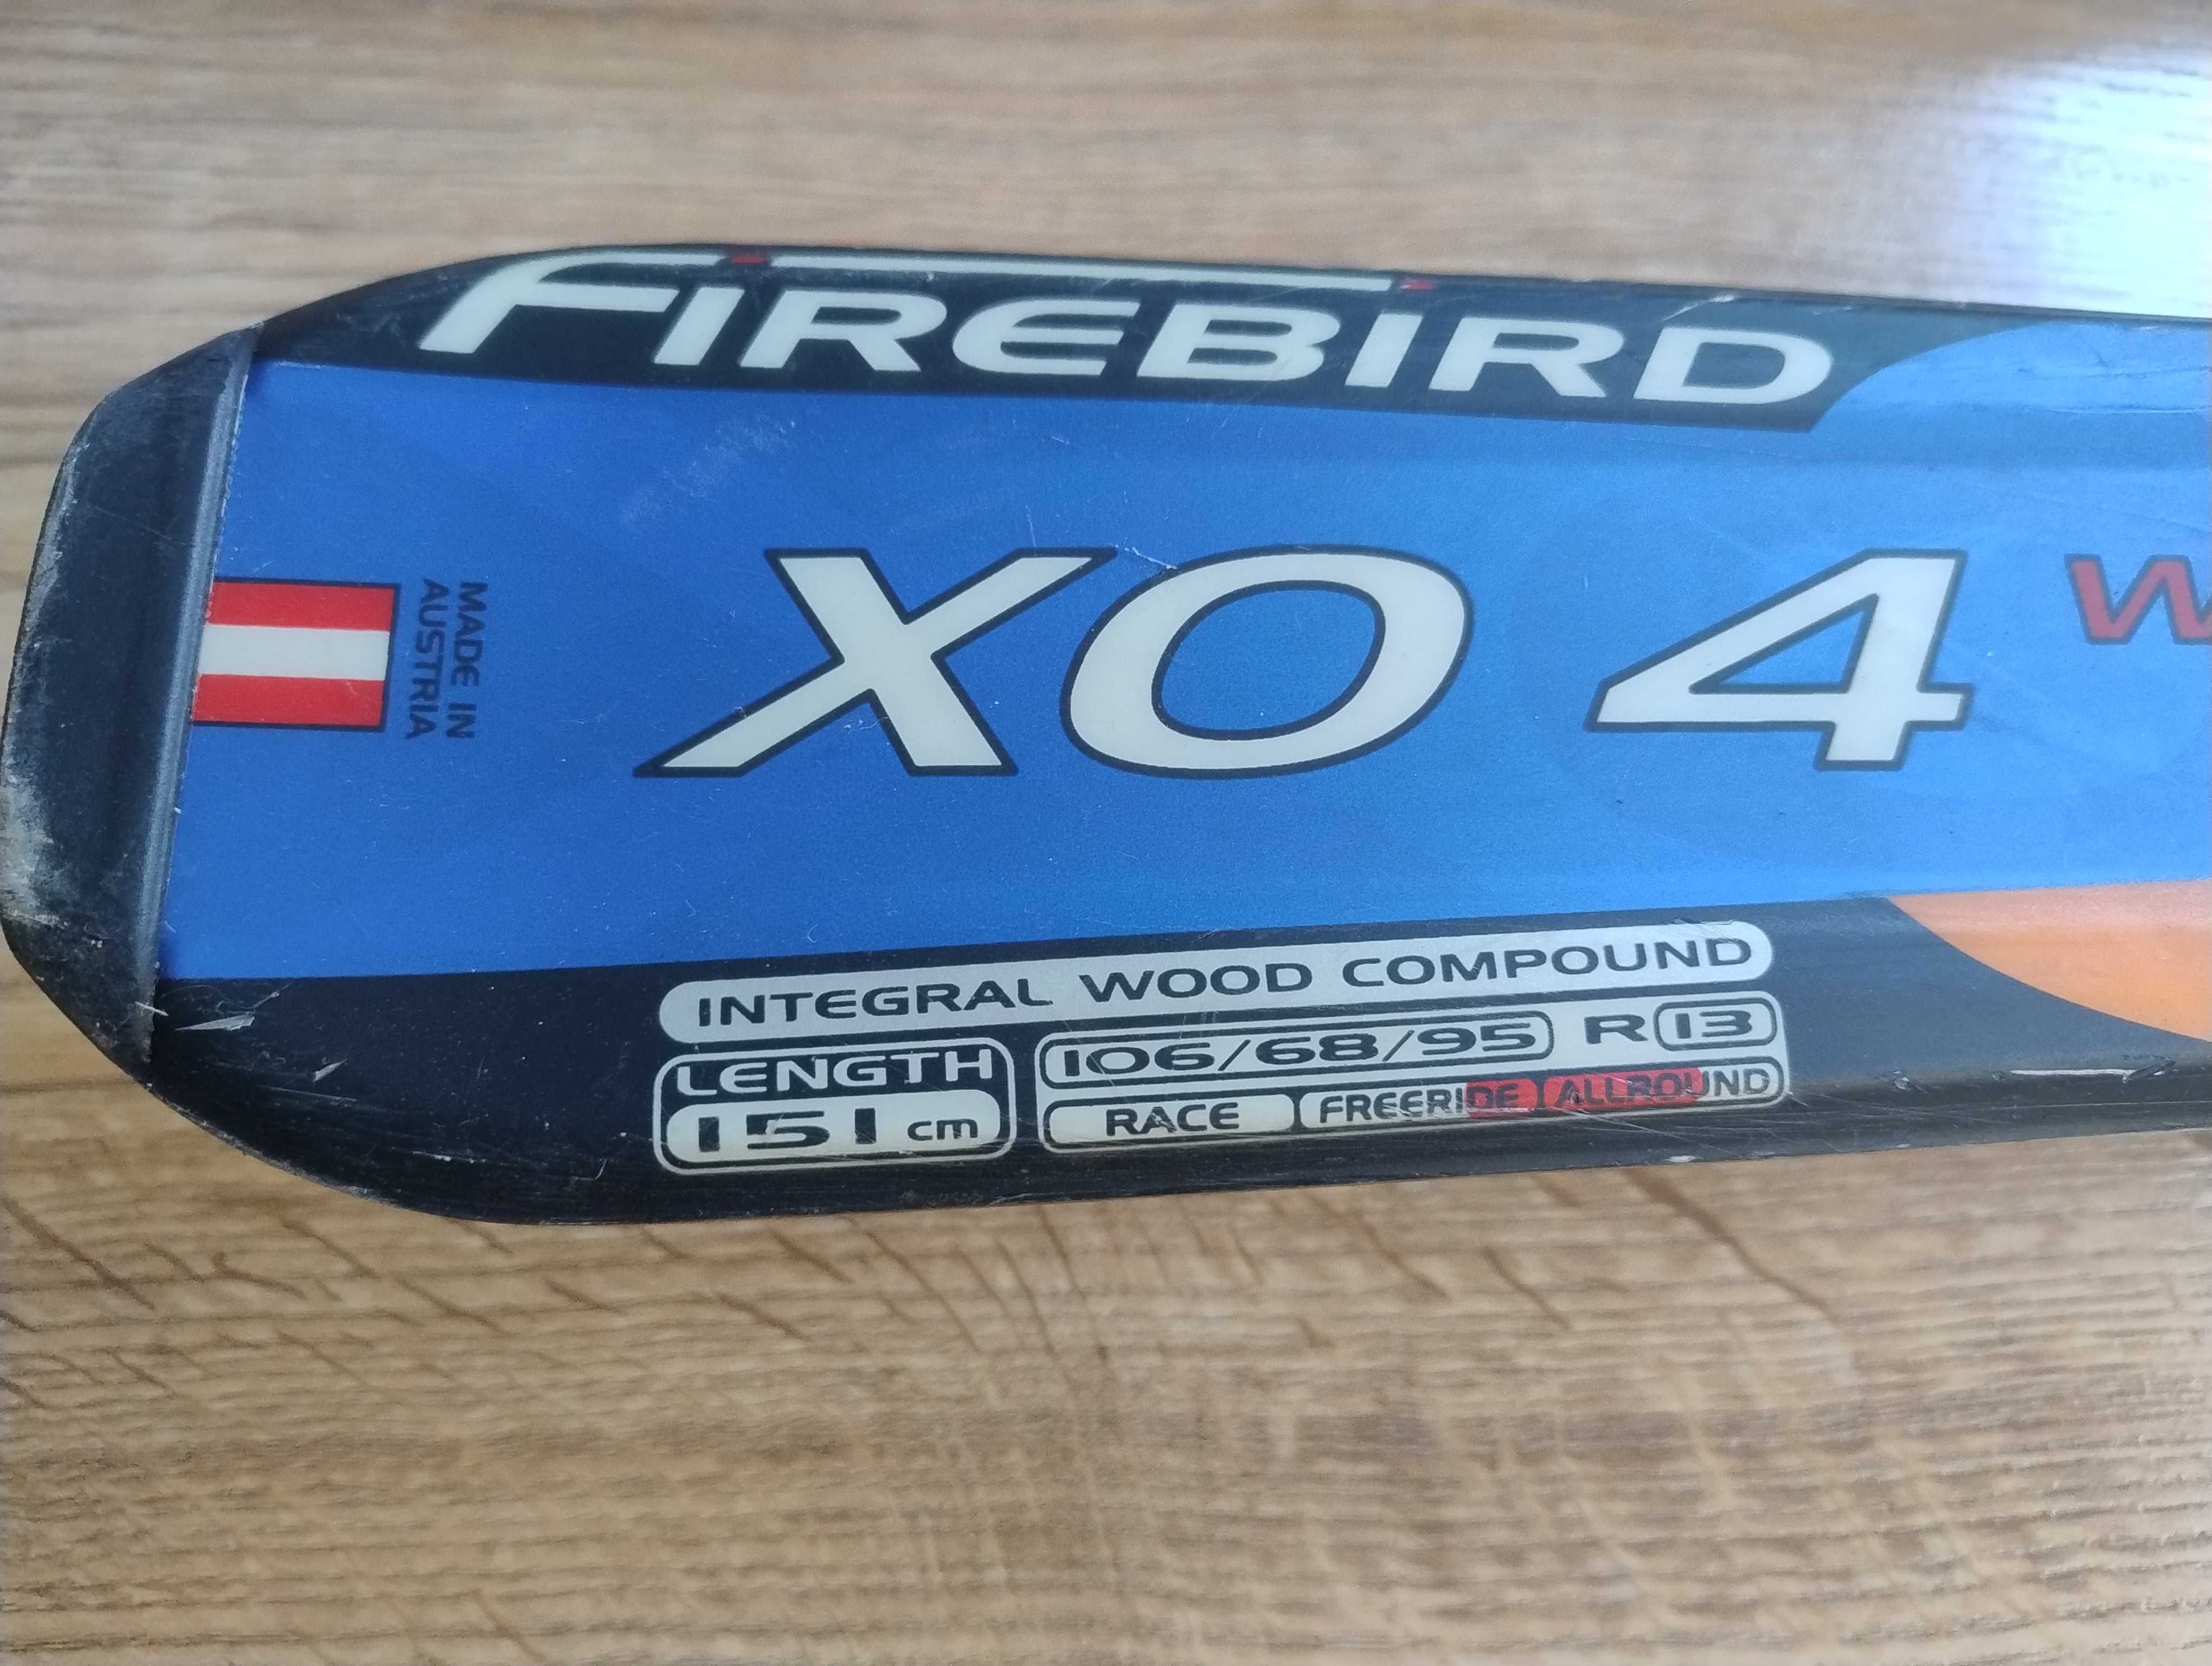 FIREBIRD
MADE IN
AUSTRIA
XO 4 W
INTEGRAL WOOD COMPOUND
LENGTH
151 cm
106/68/95 R 13
RACE FREERIDE ALLROUND